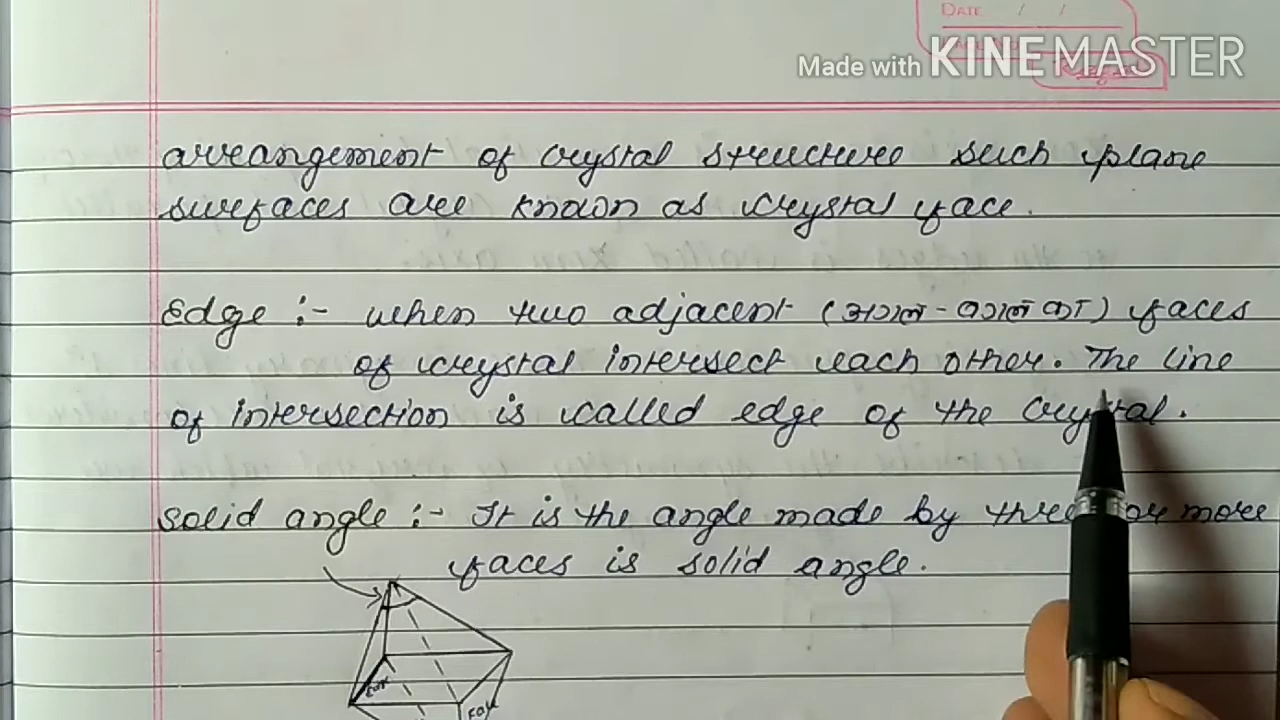 DATE / /
Made with KINEMASTER
arrangement of crystal structure such plane
surfaces are known as crystal face.
Edge :- when two adjacent (अगल-बगल का) faces
of crystal intersect each other. The line
of intersection is called edge of the crystal.
Solid angle :- It is the angle made by three or more
faces is solid angle.